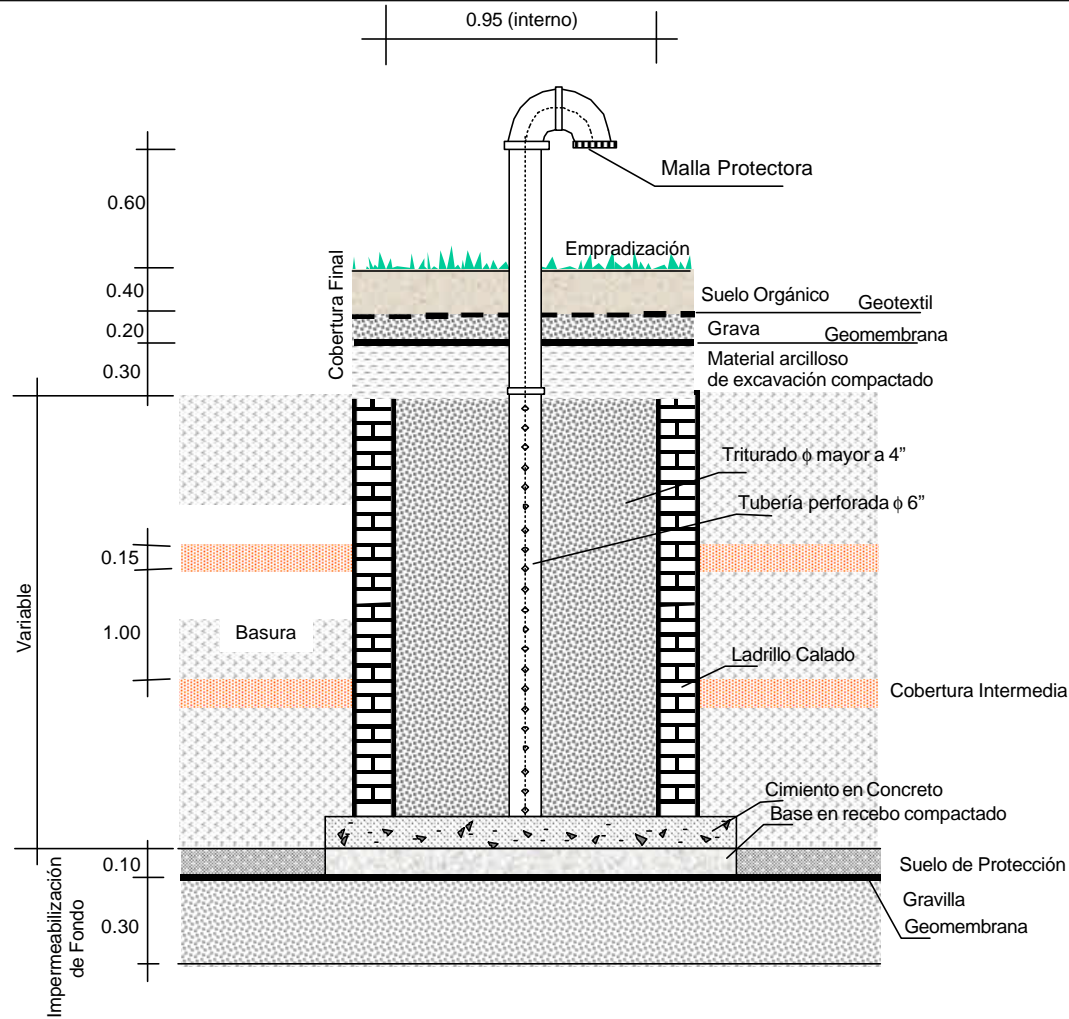 0.95 (interno)
Malla Protectora
0.60
Empradización
Cobertura Final
0.40
Suelo Orgánico
Geotextil
0.20
Grava
Geomembrana
0.30
Material arcilloso
de excavación compactado
Triturado ϕ mayor a 4”
Tubería perforada ϕ 6”
0.15
Variable
1.00
Basura
Ladrillo Calado
Cobertura Intermedia
Cimiento en Concreto
Base en recebo compactado
0.10
Suelo de Protección
Gravilla
Geomembrana
0.30
Impermeabilización
de Fondo